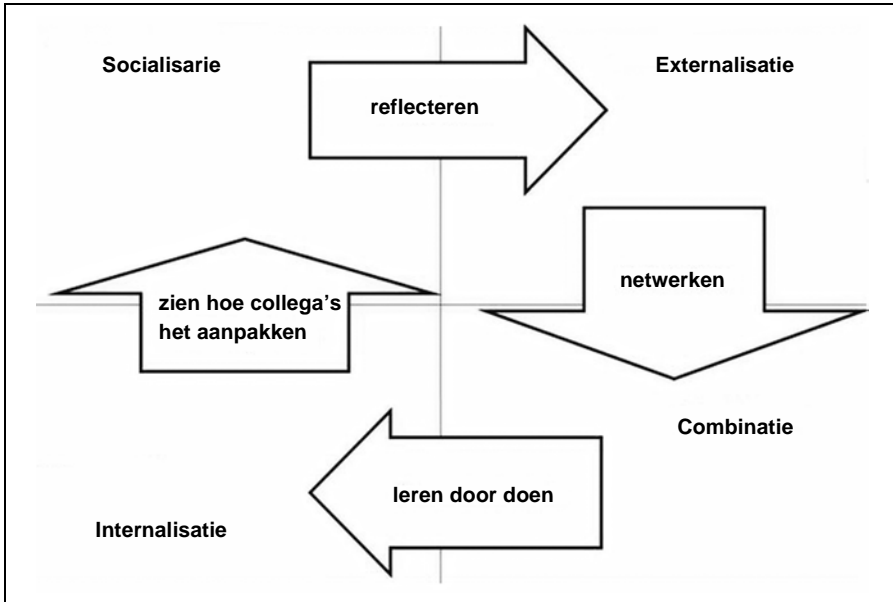 Socialisarie
Externalisatie
reflecteren
netwerken
zien hoe collega's
het aanpakken
Combinatie
leren door doen
Internalisatie